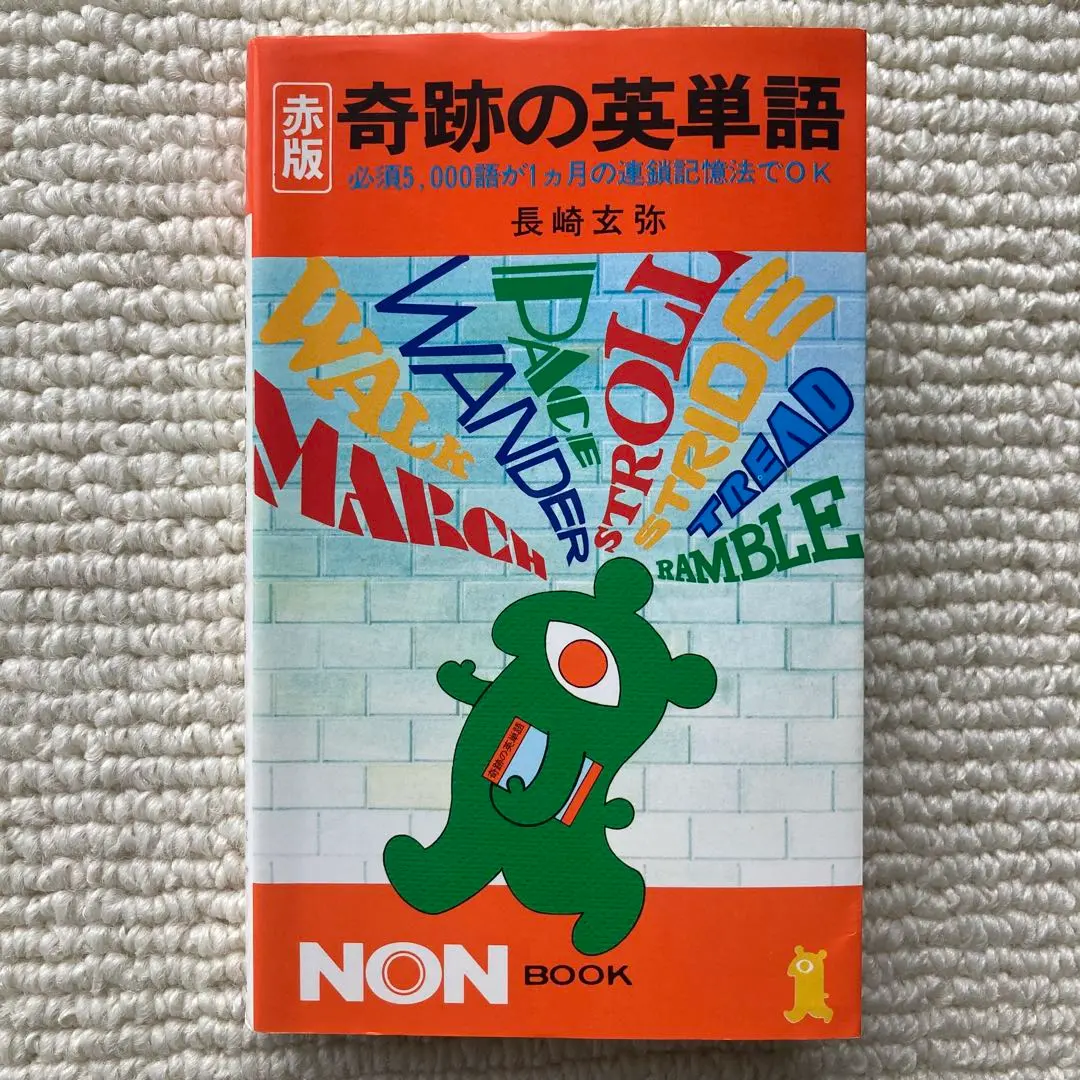 赤版
奇跡の英単語
必須5,000語が1ヵ月の連鎖記憶法でOK
長崎玄弥
WALK
WANDER
PACE
STROLL
STRIDE
MARCH
TREAD
RAMBLE
奇跡の英単語
NON BOOK